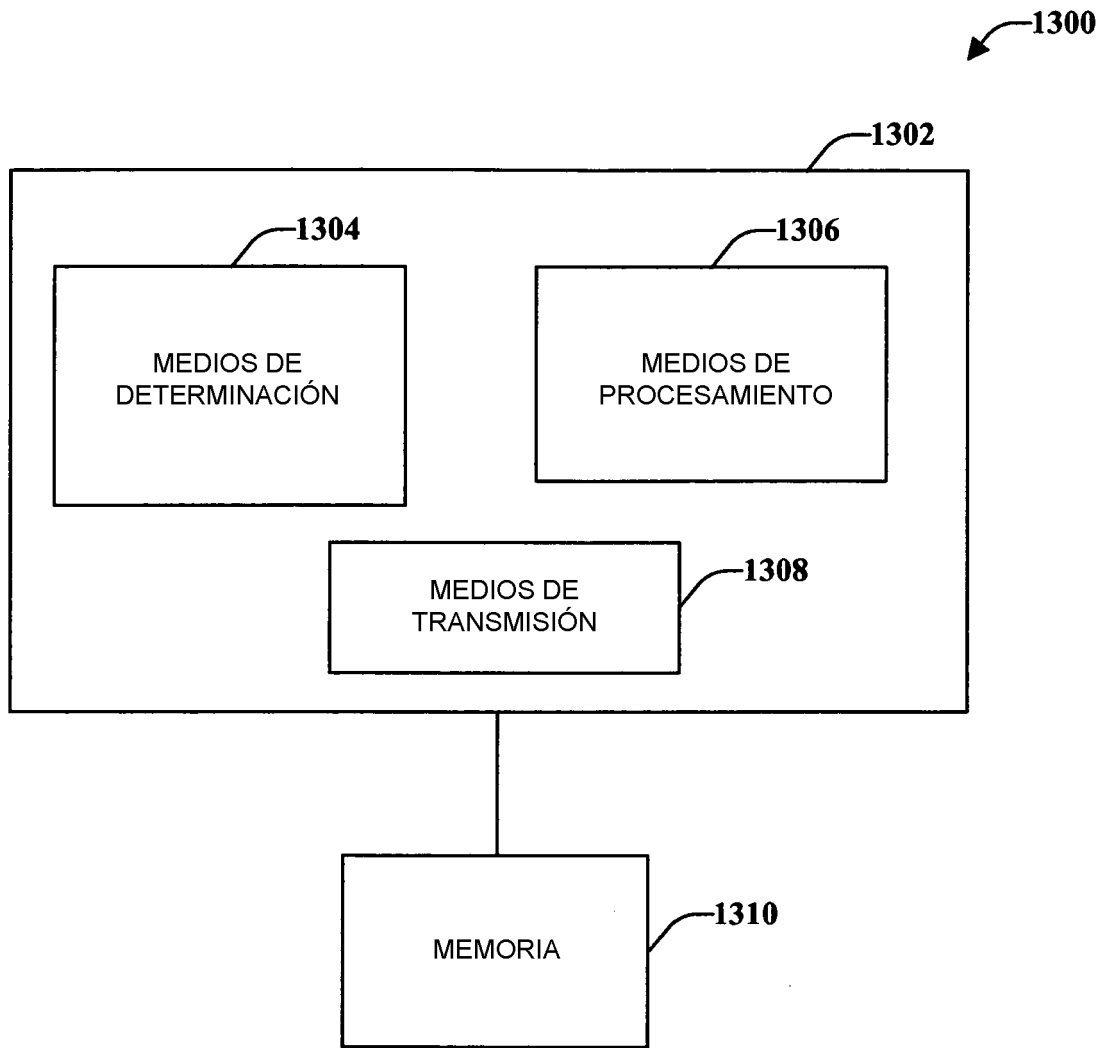 1300
1302
1304
1306
MEDIOS DE
DETERMINACIÓN
MEDIOS DE
PROCESAMIENTO
1308
MEDIOS DE
TRANSMISIÓN
1310
MEMORIA